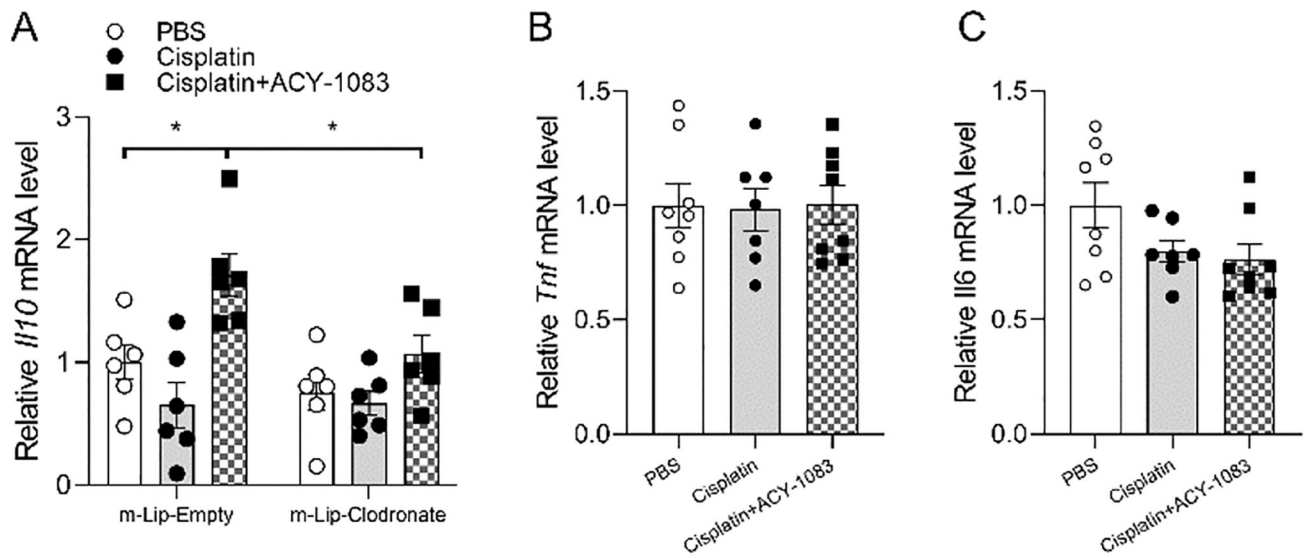 A
PBS
Cisplatin
Cisplatin+ACY-1083
Relative Il10 mRNA level
3
2
1
0
*
*
m-Lip-Empty
m-Lip-Clodronate
B
Relative Tnf mRNA level
1.5
1.0
0.5
0.0
PBS
Cisplatin
Cisplatin+ACY-1083
C
Relative Il6 mRNA level
1.5
1.0
0.5
0.0
PBS
Cisplatin
Cisplatin+ACY-1083